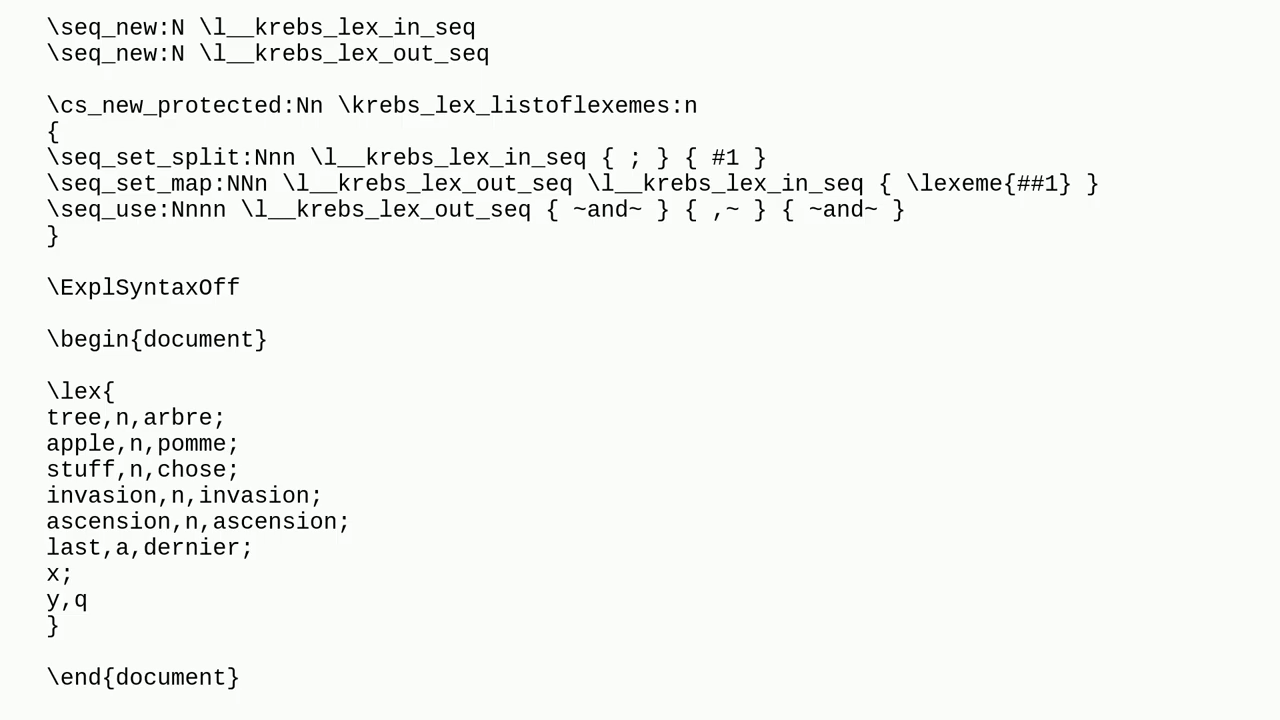 \seq_new:N \l__krebs_lex_in_seq
\seq_new:N \l__krebs_lex_out_seq
\cs_new_protected:Nn \krebs_lex_listoflexemes:n
{
\seq_set_split:Nnn \l__krebs_lex_in_seq { ; } { #1 }
\seq_set_map:NNn \l__krebs_lex_out_seq \l__krebs_lex_in_seq { \lexeme{##1} }
\seq_use:Nnnn \l__krebs_lex_out_seq { ~and~ } { ,~ } { ~and~ }
}
\ExplSyntaxOff
\begin{document}
\lex{
tree,n,arbre;
apple,n,pomme;
stuff,n,chose;
invasion,n,invasion;
ascension,n,ascension;
last,a,dernier;
x;
y,q
}
\end{document}